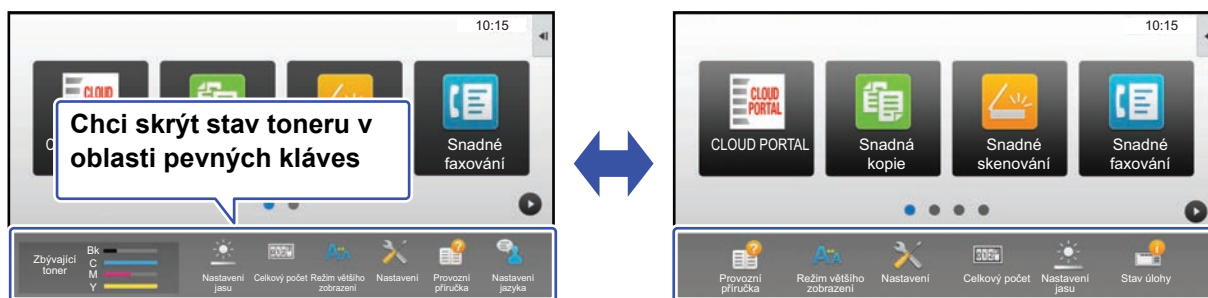 10:15
CLOUD
C
Chci skrýt stav toneru v
oblasti pevných kláves
Snadné
faxování
Zbývající
toner
Bk
C
M
Y
Nastavení
jasu
Celkový počet
Režim většího
zobrazení
Nastavení
Provozní
příručka
Nastavení
jazyka
10:15
CLOUD
PORTAL
CLOUD PORTAL
Snadná
kopie
Snadné
skenování
Snadné
faxování
Provozní
příručka
Režim většího
zobrazení
Nastavení
Celkový počet
Nastavení
jasu
Stav úlohy